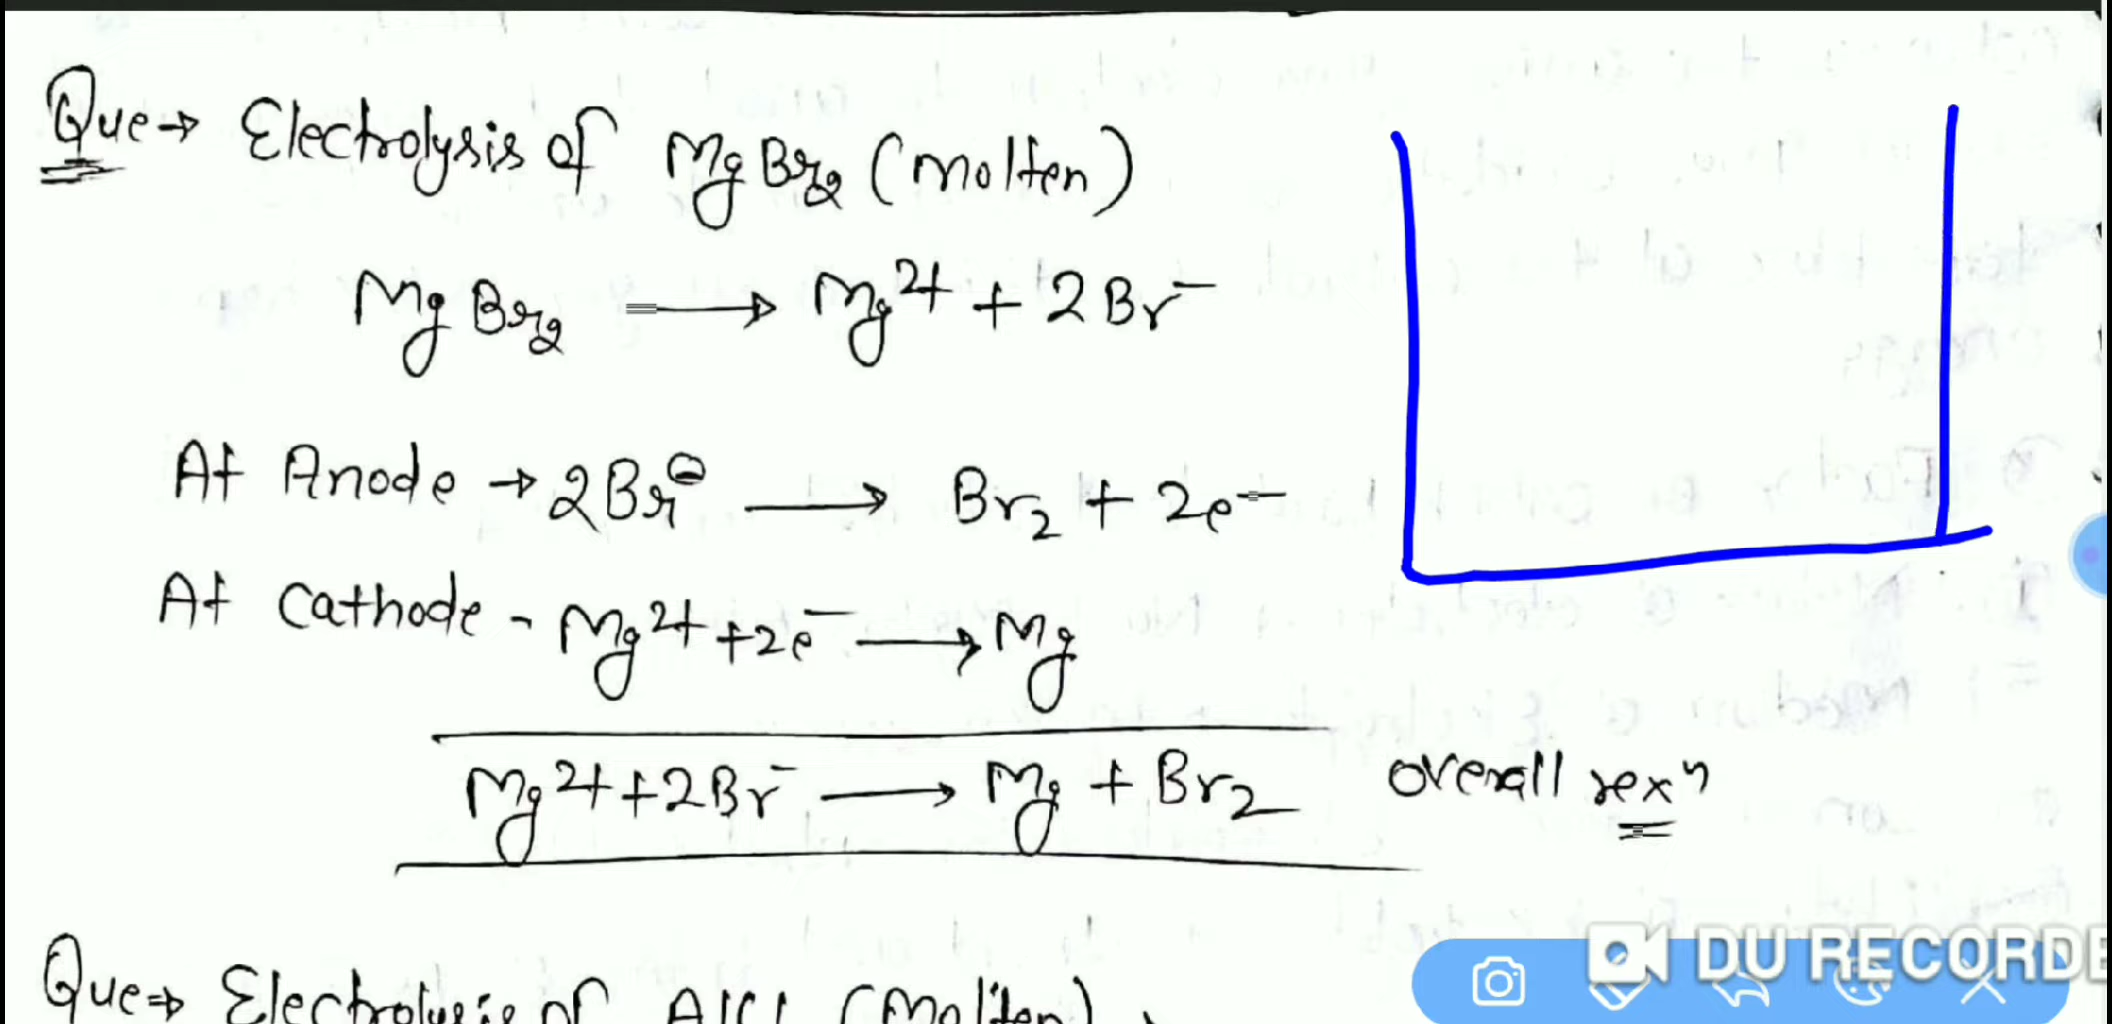 Que→ Electrolysis of MgBr₂ (Molten)
MgBr₂ ⟶ Mg²⁺ + 2Br⁻
At Anode → 2Br⊖ ⟶ Br₂ + 2e⁻
At Cathode - Mg²⁺ + 2e⁻ ⟶ Mg
Mg²⁺ + 2Br⁻ ⟶ Mg + Br₂ overall rexⁿ
Que⇒ Electrolysis of (Molten)
DU RECORDE